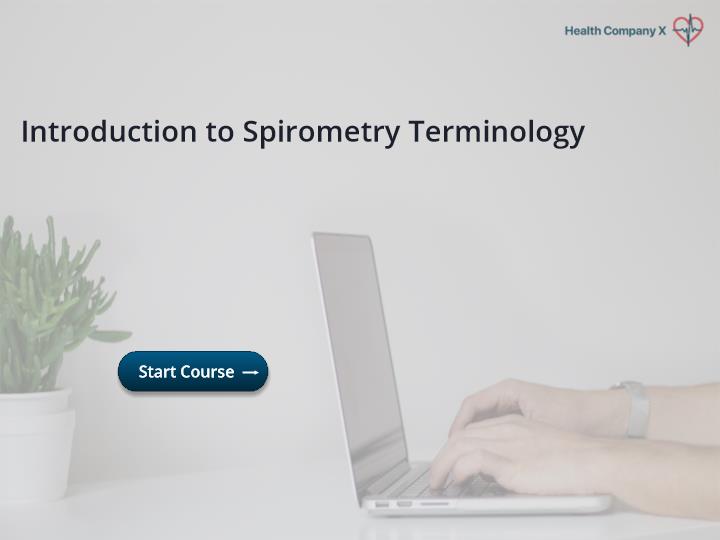 Health Company X
Introduction to Spirometry Terminology
Start Course →